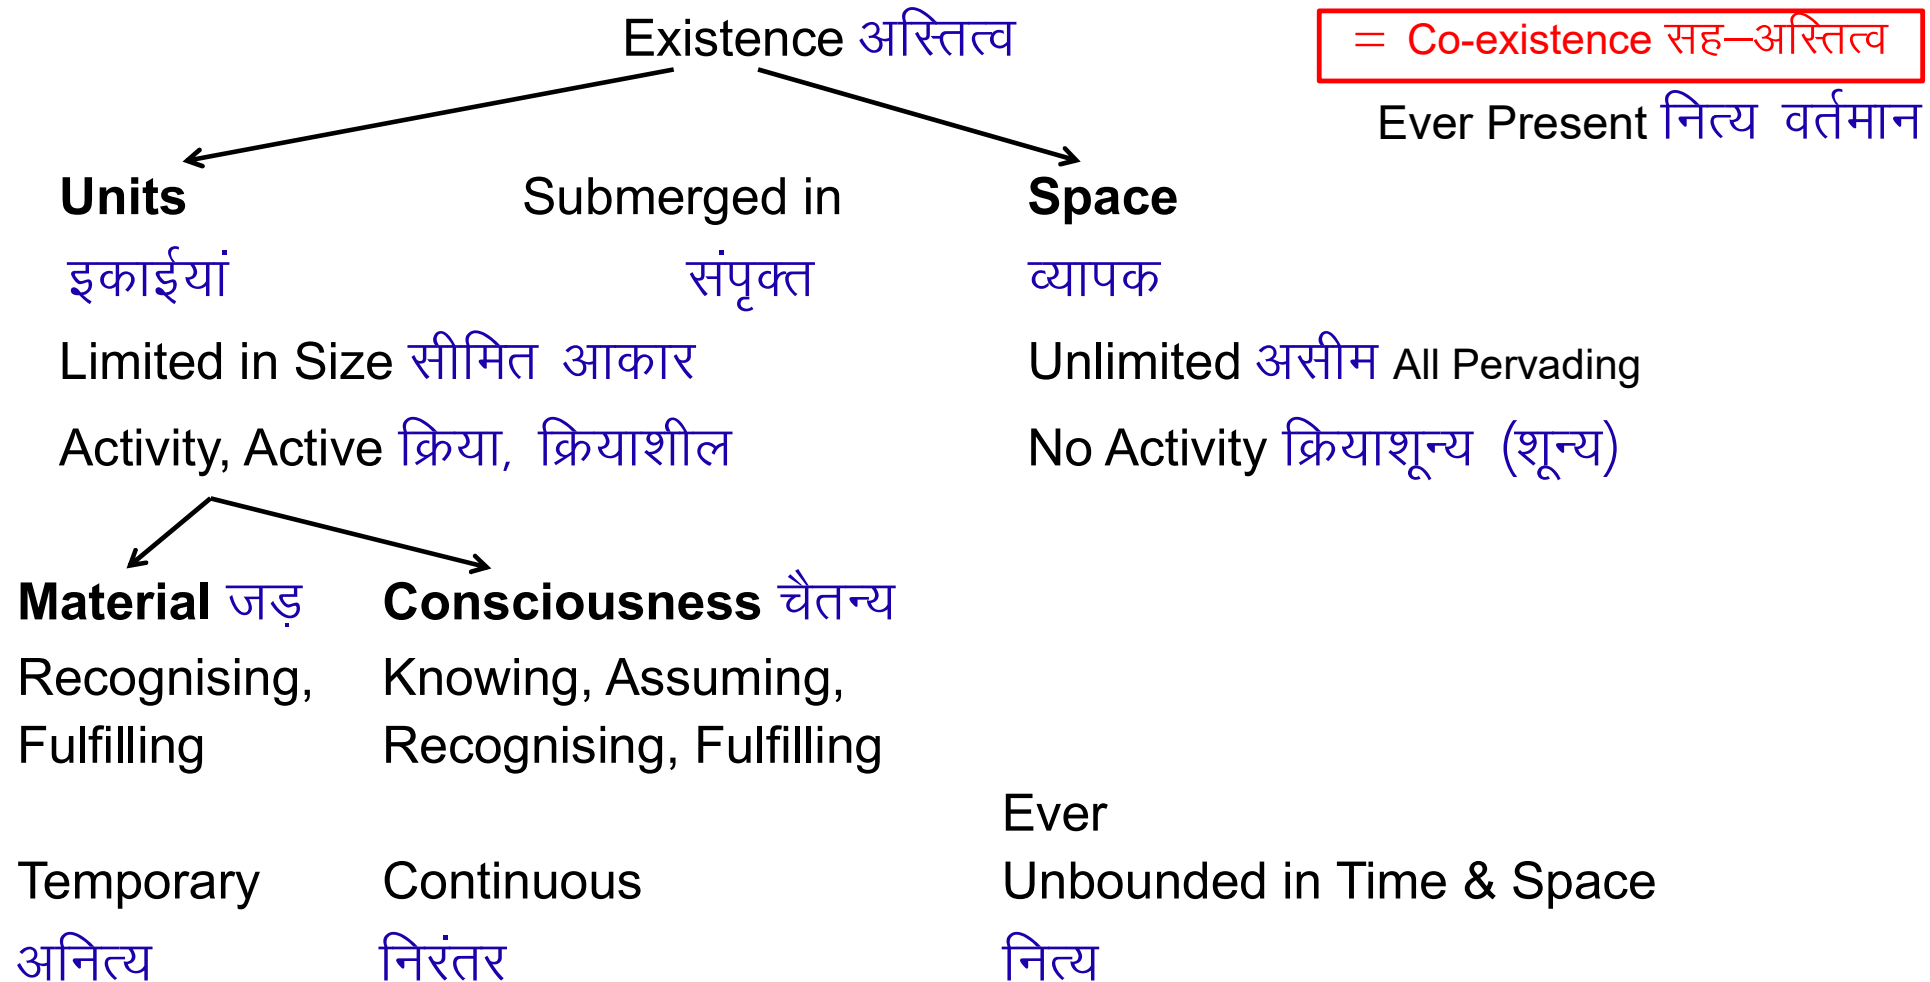 Existence अस्तित्व
= Co-existence सह–अस्तित्व
Ever Present नित्य वर्तमान
Units Submerged in Space
इकाईयां संपृक्त व्यापक
Limited in Size सीमित आकार Unlimited असीम All Pervading
Activity, Active क्रिया, क्रियाशील No Activity क्रियाशून्य (शून्य)
Material जड़ Consciousness चैतन्य
Recognising, Knowing, Assuming,
Fulfilling Recognising, Fulfilling
Ever
Temporary Continuous Unbounded in Time & Space
अनित्य निरंतर नित्य